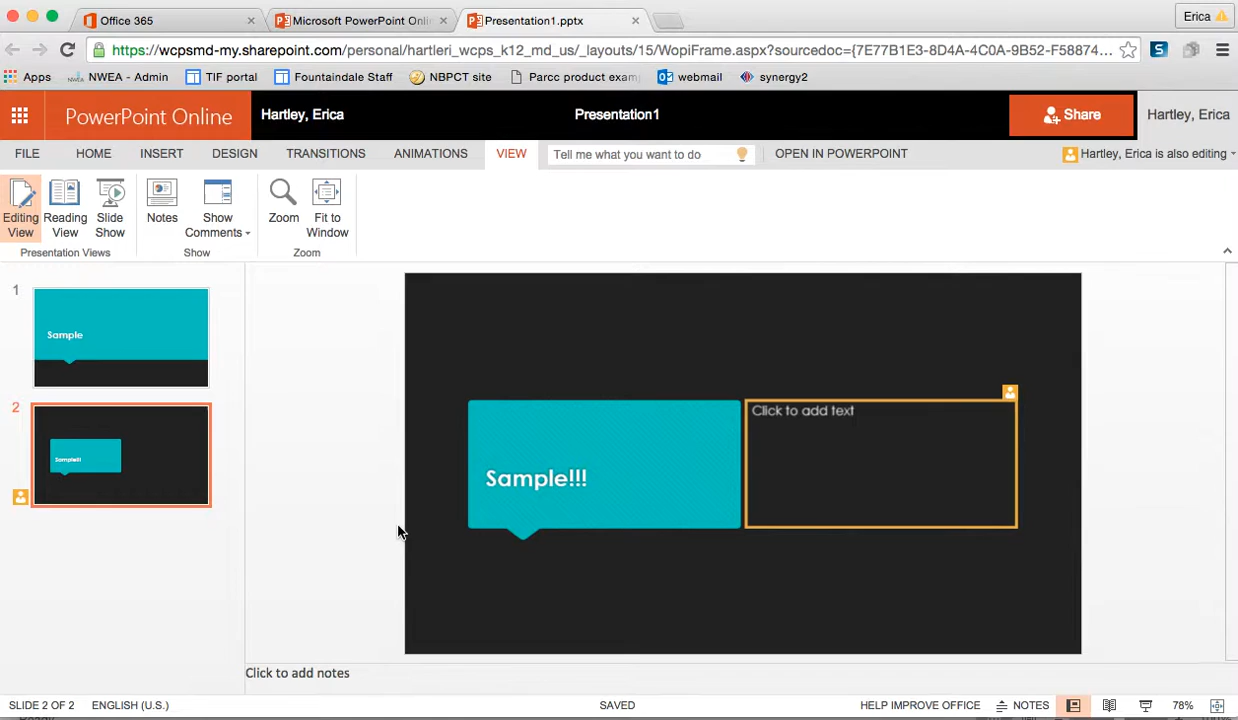 Office 365
Microsoft PowerPoint Onlin
Presentation1.pptx
Erica
https://wcpsmd-my.sharepoint.com/personal/hartleri_wcps_k12_md_us/_layouts/15/WopiFrame.aspx?sourcedoc={7E77B1E3-8D4A-4C0A-9B52-F58874...
Apps
NWEA - Admin
TIF portal
Fountaindale Staff
NBPCT site
Parcc product exam
webmail
synergy2
PowerPoint Online
Hartley, Erica
Presentation1
Share
Hartley, Erica
FILE
HOME
INSERT
DESIGN
TRANSITIONS
ANIMATIONS
VIEW
Tell me what you want to do
OPEN IN POWERPOINT
Hartley, Erica is also editing
Editing
View
Reading
View
Slide
Show
Notes
Show
Comments
Zoom
Fit to
Window
Presentation Views
Show
Zoom
1
Sample
2
Sample!!!
Sample!!!
Click to add text
Click to add notes
SLIDE 2 OF 2
ENGLISH (U.S.)
SAVED
HELP IMPROVE OFFICE
NOTES
78%